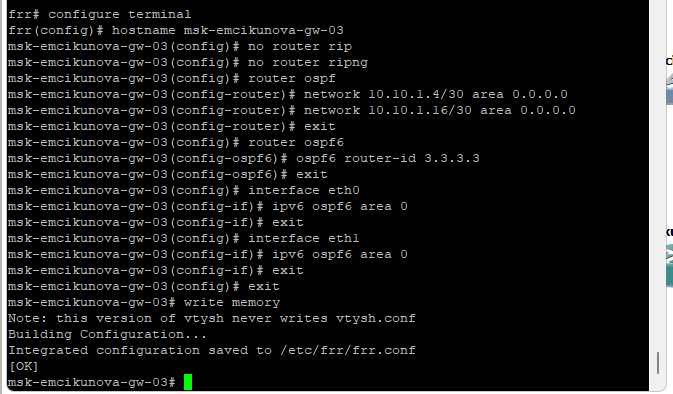 frr# configure terminal
frr(config)# hostname msk-emcikunova-gw-03
msk-emcikunova-gw-03(config)# no router rip
msk-emcikunova-gw-03(config)# no router ripng
msk-emcikunova-gw-03(config)# router ospf
msk-emcikunova-gw-03(config-router)# network 10.10.1.4/30 area 0.0.0.0
msk-emcikunova-gw-03(config-router)# network 10.10.1.16/30 area 0.0.0.0
msk-emcikunova-gw-03(config-router)# exit
msk-emcikunova-gw-03(config)# router ospf6
msk-emcikunova-gw-03(config-ospf6)# ospf6 router-id 3.3.3.3
msk-emcikunova-gw-03(config-ospf6)# exit
msk-emcikunova-gw-03(config)# interface eth0
msk-emcikunova-gw-03(config-if)# ipv6 ospf6 area 0
msk-emcikunova-gw-03(config-if)# exit
msk-emcikunova-gw-03(config)# interface eth1
msk-emcikunova-gw-03(config-if)# ipv6 ospf6 area 0
msk-emcikunova-gw-03(config-if)# exit
msk-emcikunova-gw-03(config)# exit
msk-emcikunova-gw-03# write memory
Note: this version of vtysh never writes vtysh.conf
Building Configuration...
Integrated configuration saved to /etc/frr/frr.conf
[OK]
msk-emcikunova-gw-03#